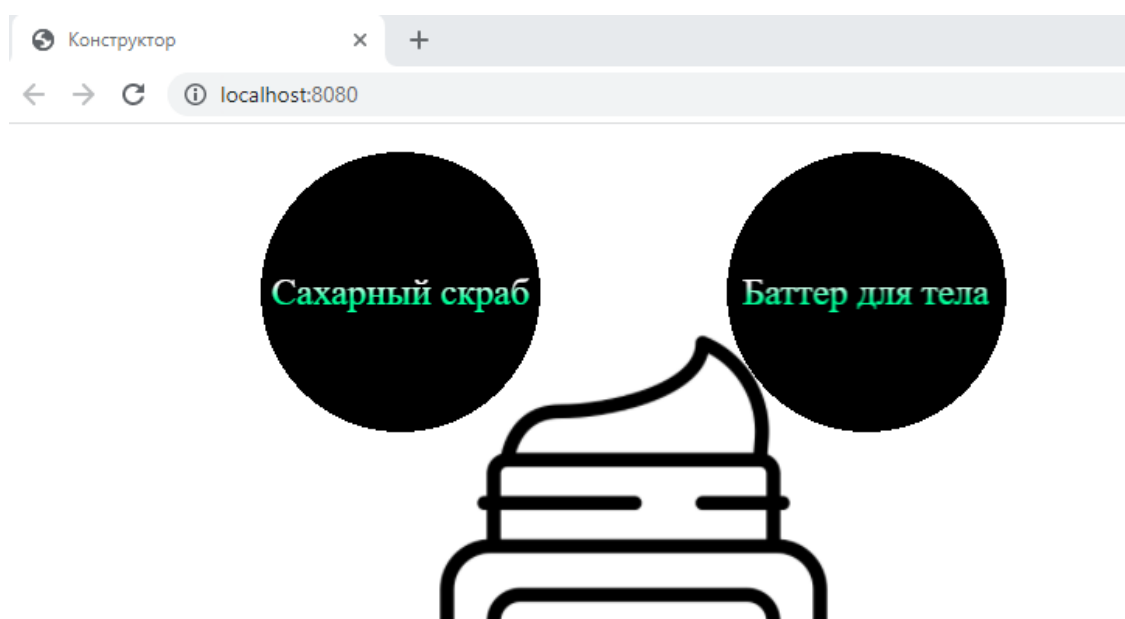 Конструктор
localhost:8080
Сахарный скраб
Баттер для тела